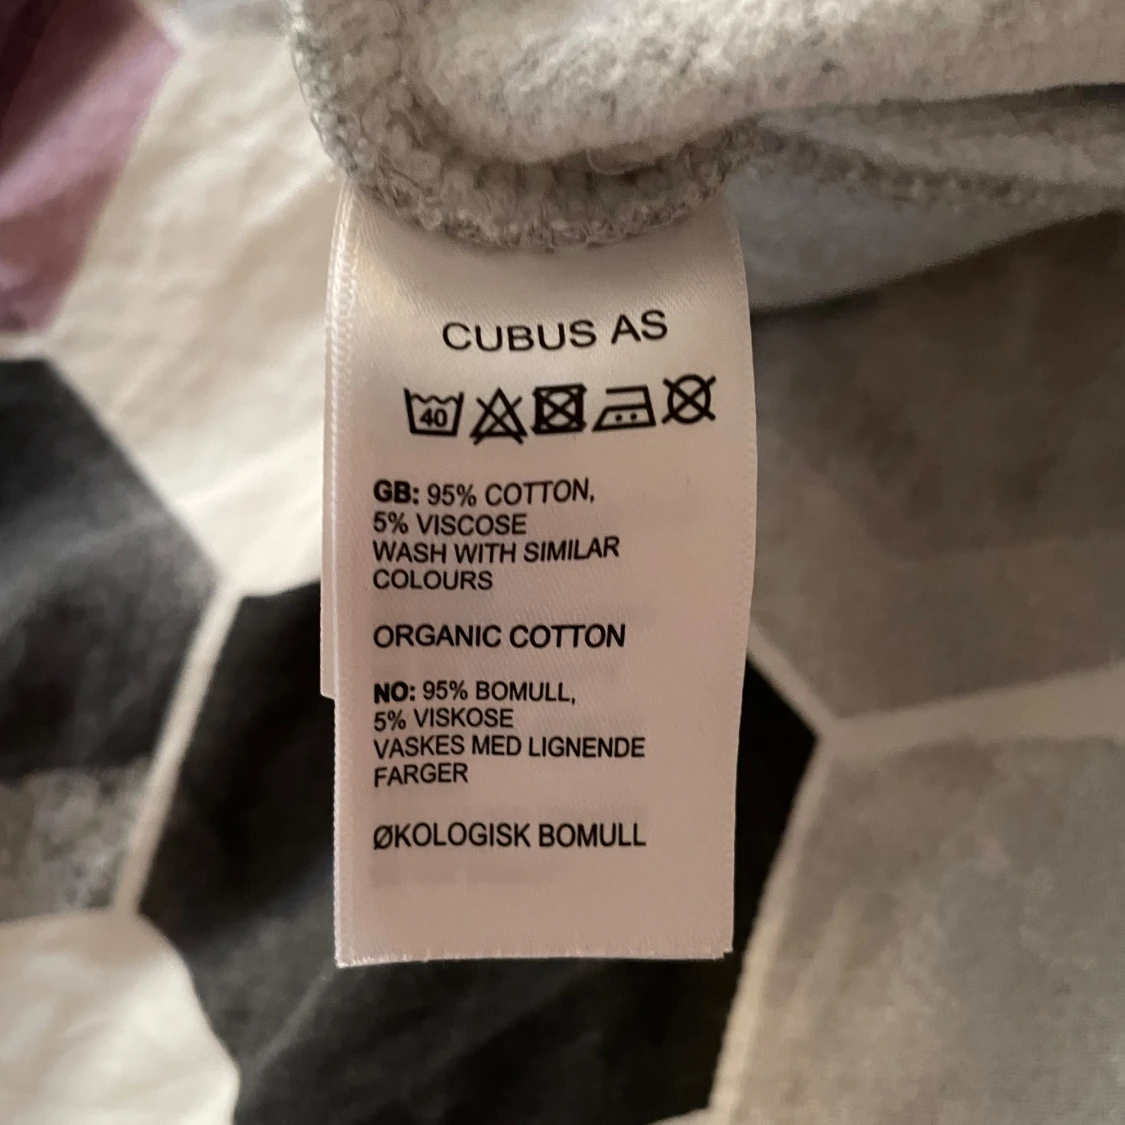 CUBUS AS
40
GB: 95% COTTON,
5% VISCOSE
WASH WITH SIMILAR
COLOURS
ORGANIC COTTON
NO: 95% BOMULL,
5% VISKOSE
VASKES MED LIGNENDE
FARGER
ØKOLOGISK BOMULL